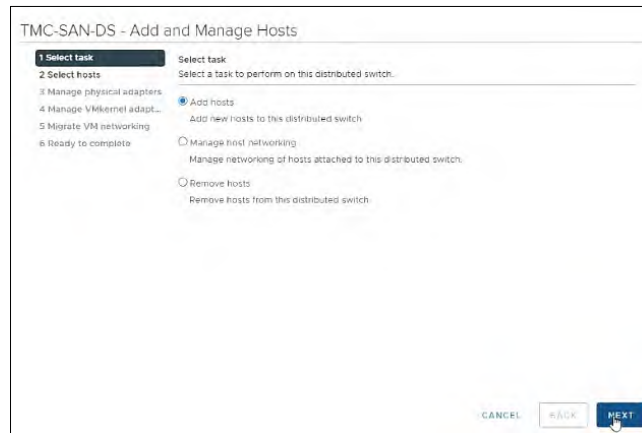 TMC-SAN-DS - Add and Manage Hosts
1 Select task
2 Select hosts
3 Manage physical adapters
4 Manage VMkernel adapt...
5 Migrate VM networking
6 Ready to complete
Select task
Select a task to perform on this distributed switch.
Add hosts
Add new hosts to this distributed switch
Manage host networking
Manage networking of hosts attached to this distributed switch.
Remove hosts
Remove hosts from this distributed switch
CANCEL
BACK
NEXT